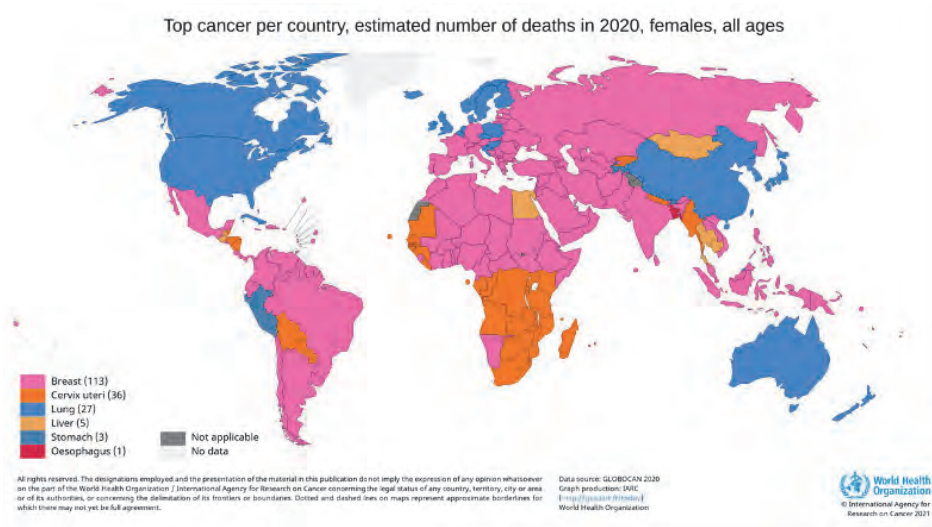 Top cancer per country, estimated number of deaths in 2020, females, all ages
Breast (113)
Cervix uteri (36)
Lung (27)
Liver (5)
Stomach (3)
Oesophagus (1)
Not applicable
No data
All rights reserved. The designations employed and the presentation of the material in this publication do not imply the expression of any opinion whatsoever
on the part of the World Health Organization / International Agency for Research on Cancer concerning the legal status of any country, territory, city or area
or of its authorities, or concerning the delimitation of its frontiers or boundaries. Dotted and dashed lines on maps represent approximate borderlines for
which there may not yet be full agreement.
Data source: GLOBOCAN 2020
Graph production: IARC
World Health Organization
World Health
Organization
© International Agency for
Research on Cancer 2021